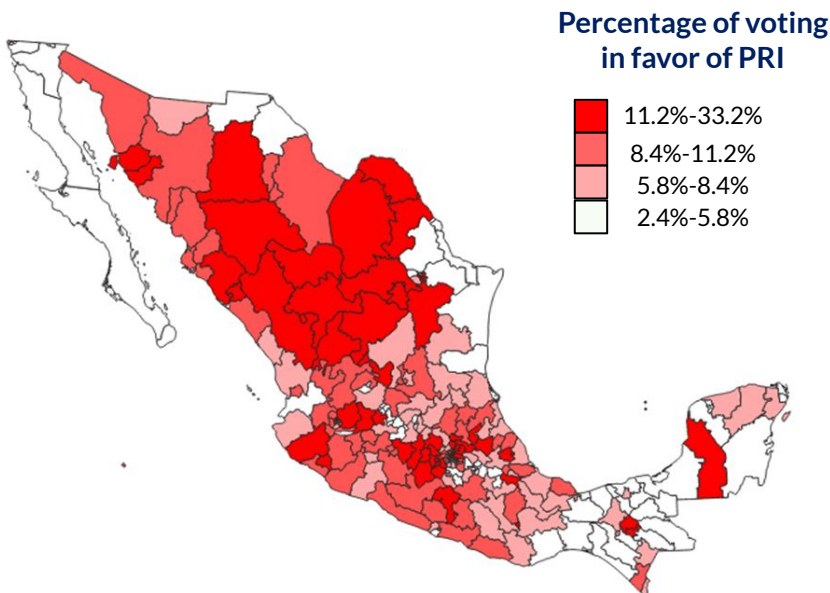 Percentage of voting
in favor of PRI
11.2%-33.2%
8.4%-11.2%
5.8%-8.4%
2.4%-5.8%